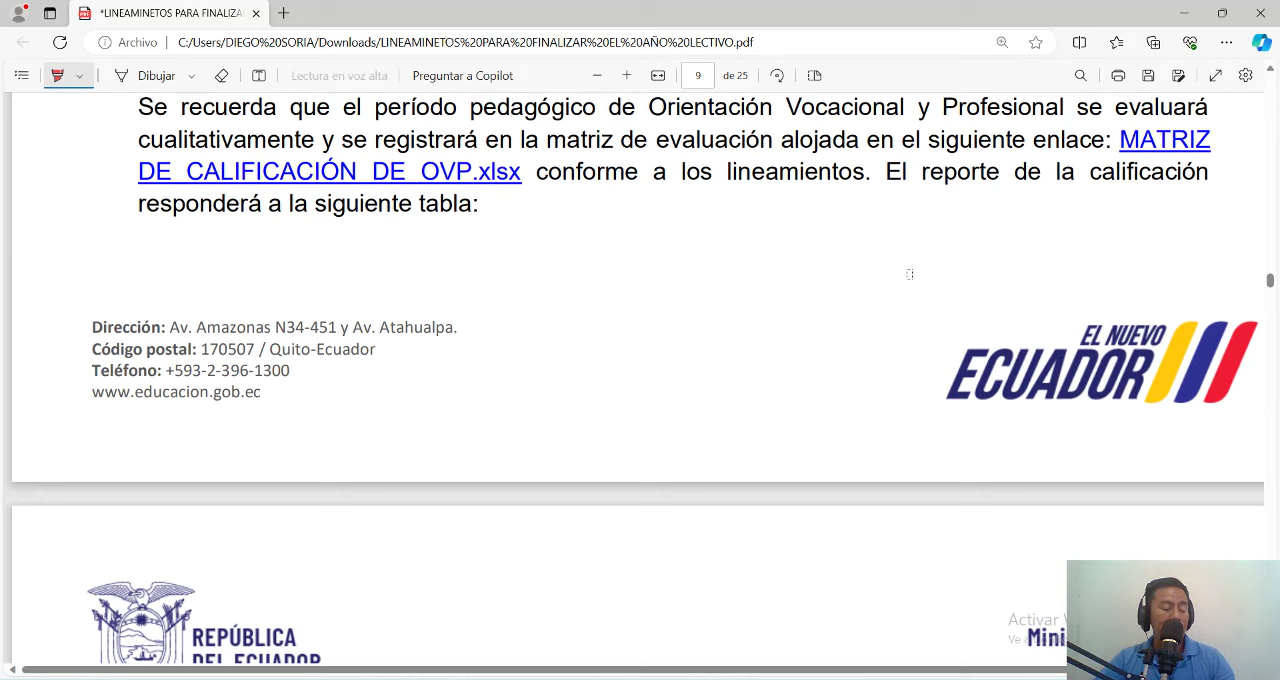 *LINEAMINETOS PARA FINALIZA
Archivo
C:/Users/DIEGO%20SORIA/Downloads/LINEAMINETOS%20PARA%20FINALIZAR%20EL%20AÑO%20LECTIVO.pdf
Dibujar
Lectura en voz alta
Preguntar a Copilot
9
de 25
Se recuerda que el período pedagógico de Orientación Vocacional y Profesional se evaluará
cualitativamente y se registrará en la matriz de evaluación alojada en el siguiente enlace: MATRIZ
DE CALIFICACIÓN DE OVP.xlsx conforme a los lineamientos. El reporte de la calificación
responderá a la siguiente tabla:
Dirección: Av. Amazonas N34-451 y Av. Atahualpa.
Código postal: 170507 / Quito-Ecuador
Teléfono: +593-2-396-1300
www.educacion.gob.ec
EL NUEVO
ECUADOR
REPÚBLICA
DEL ECUADOR
Activar
Mini